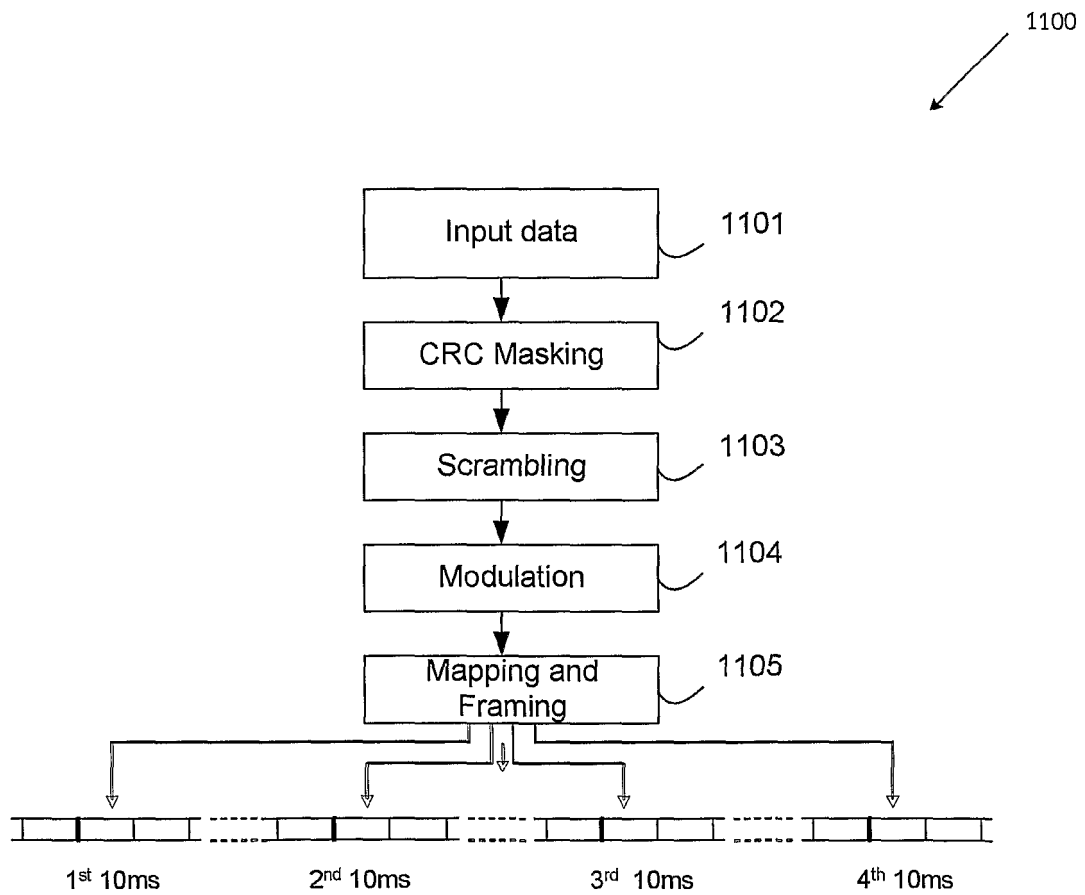 1100
Input data
1101
1102
CRC Masking
1103
Scrambling
1104
Modulation
1105
Mapping and
Framing
1st 10ms
2nd 10ms
3rd 10ms
4th 10ms